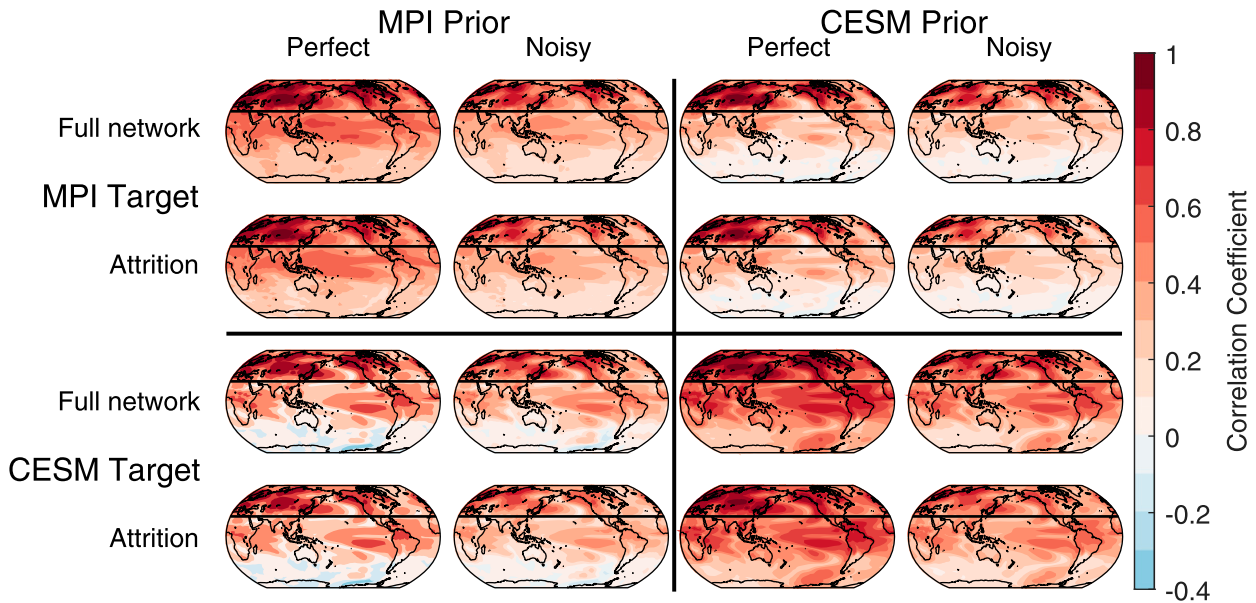 MPI Prior
CESM Prior
Perfect
Noisy
Perfect
Noisy
Full network
MPI Target
Attrition
Full network
CESM Target
Attrition
1
0.8
0.6
0.4
0.2
0
-0.2
-0.4
Correlation Coefficient